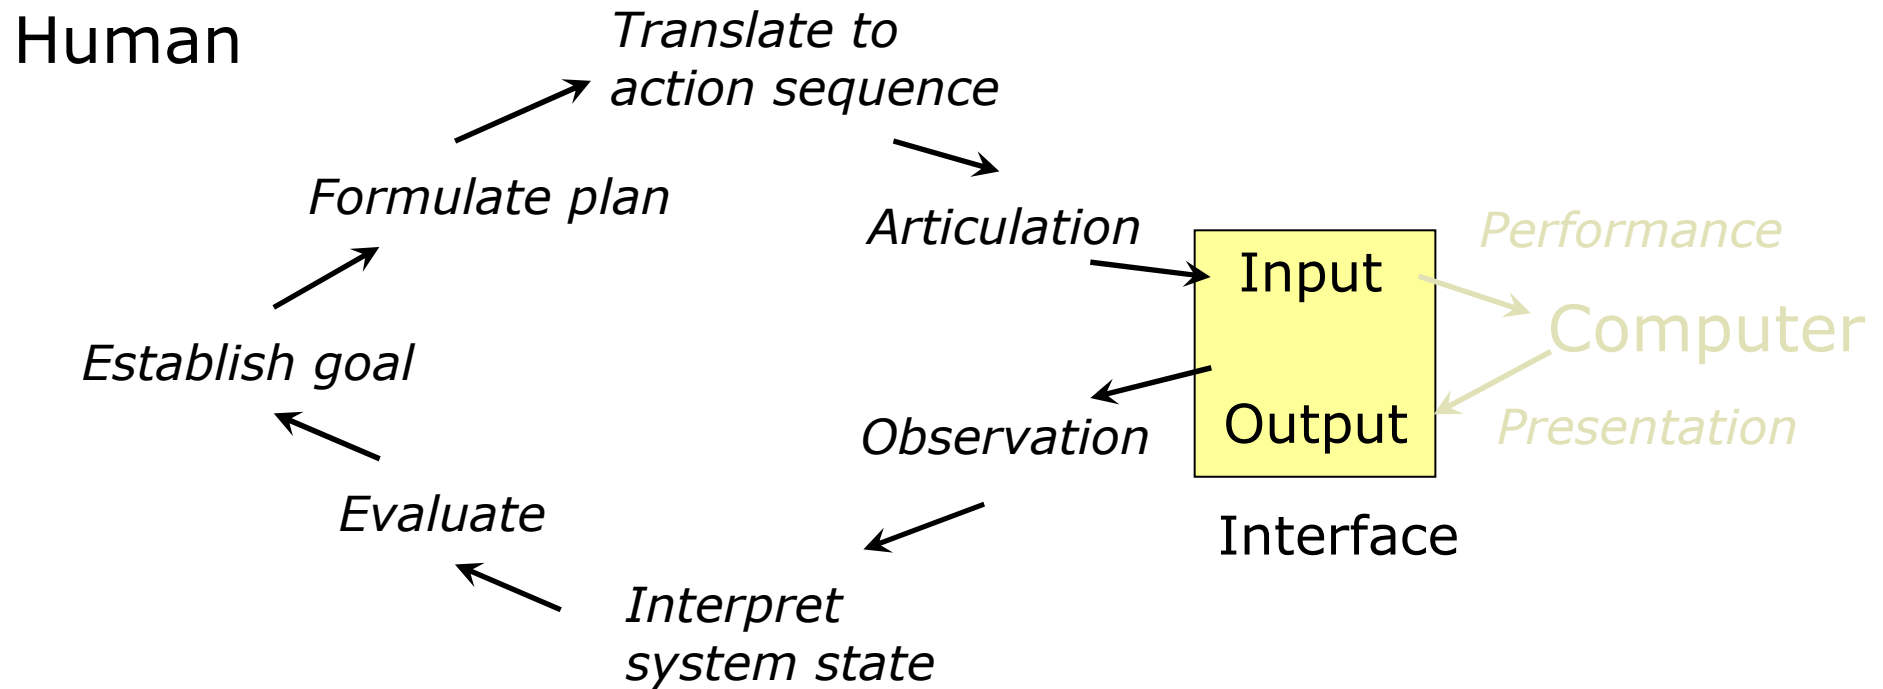 Human
Translate to
action sequence
Formulate plan
Articulation
Input
Performance
Computer
Establish goal
Output
Presentation
Observation
Evaluate
Interface
Interpret
system state